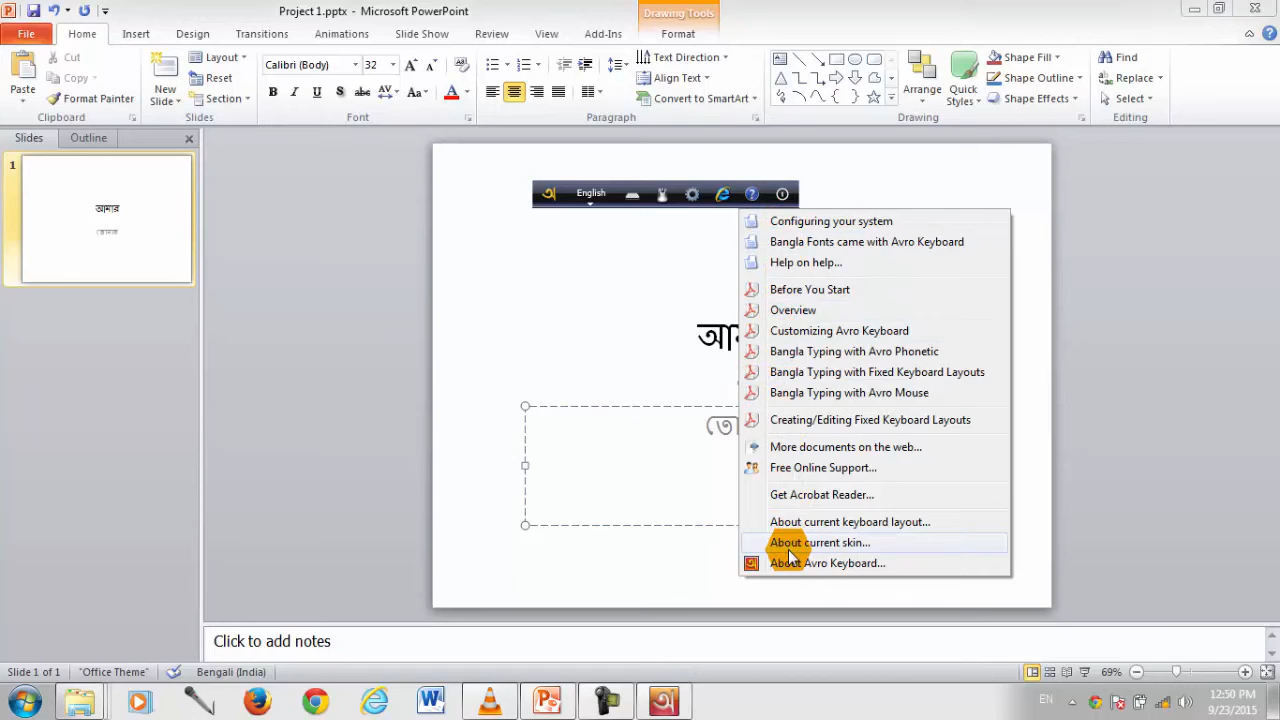 Project 1.pptx - Microsoft PowerPoint
Drawing Tools
File Home Insert Design Transitions Animations Slide Show Review View Add-Ins Format
Paste
Cut
Copy
Format Painter
Clipboard
New
Slide
Layout
Reset
Section
Slides
Calibri (Body) 32
B I U S abc AV Aa A
Font
Text Direction
Align Text
Convert to SmartArt
Paragraph
Arrange
Quick
Styles
Shape Fill
Shape Outline
Shape Effects
Drawing
Find
Replace
Select
Editing
Slides Outline
1
আমার
তোমার
অ English
Configuring your system
Bangla Fonts came with Avro Keyboard
Help on help...
Before You Start
Overview
Customizing Avro Keyboard
Bangla Typing with Avro Phonetic
Bangla Typing with Fixed Keyboard Layouts
Bangla Typing with Avro Mouse
Creating/Editing Fixed Keyboard Layouts
More documents on the web...
Free Online Support...
Get Acrobat Reader...
About current keyboard layout...
About current skin...
About Avro Keyboard...
Click to add notes
Slide 1 of 1 "Office Theme" Bengali (India) 69%
EN
12:50 PM
9/23/2015